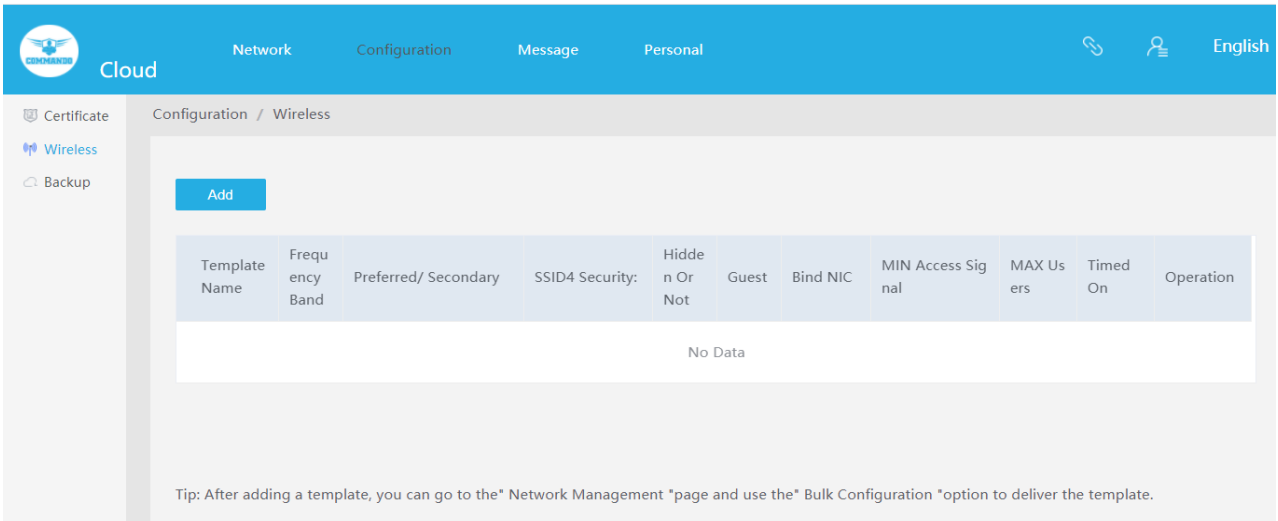 COMMANDO
Cloud
Network
Configuration
Message
Personal
English
Certificate
Wireless
Backup
Configuration / Wireless
Add
Template
Name
Frequ
ency
Band
Preferred/ Secondary
SSID4 Security:
Hidde
n Or
Not
Guest
Bind NIC
MIN Access Sig
nal
MAX Us
ers
Timed
On
Operation
No Data
Tip: After adding a template, you can go to the" Network Management "page and use the" Bulk Configuration "option to deliver the template.